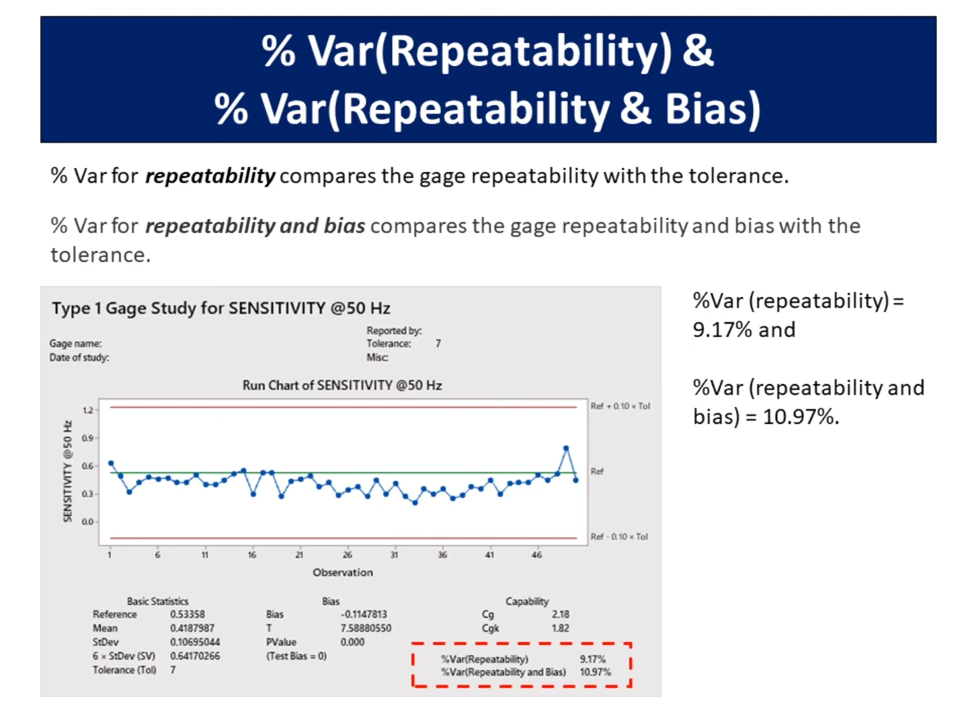 % Var(Repeatability) &
% Var(Repeatability & Bias)
% Var for repeatability compares the gage repeatability with the tolerance.
% Var for repeatability and bias compares the gage repeatability and bias with the
tolerance.
Type 1 Gage Study for SENSITIVITY @50 Hz
Reported by:
Gage name:
Tolerance: 7
Date of study:
Misc:
Run Chart of SENSITIVITY @50 Hz
SENSITIVITY @50 Hz
1.2
0.9
0.6
0.3
0.0
Ref + 0.10 × Tol
Ref
Ref - 0.10 × Tol
1 6 11 16 21 26 31 36 41 46
Observation
Basic Statistics
Reference 0.53358
Mean 0.4187987
StDev 0.10695044
6 × StDev (SV) 0.64170266
Tolerance (Tol) 7
Bias
Bias -0.1147813
T 7.58880550
PValue 0.000
(Test Bias = 0)
Capability
Cg 2.18
Cgk 1.82
%Var(Repeatability) 9.17%
%Var(Repeatability and Bias) 10.97%
%Var (repeatability) =
9.17% and
%Var (repeatability and
bias) = 10.97%.